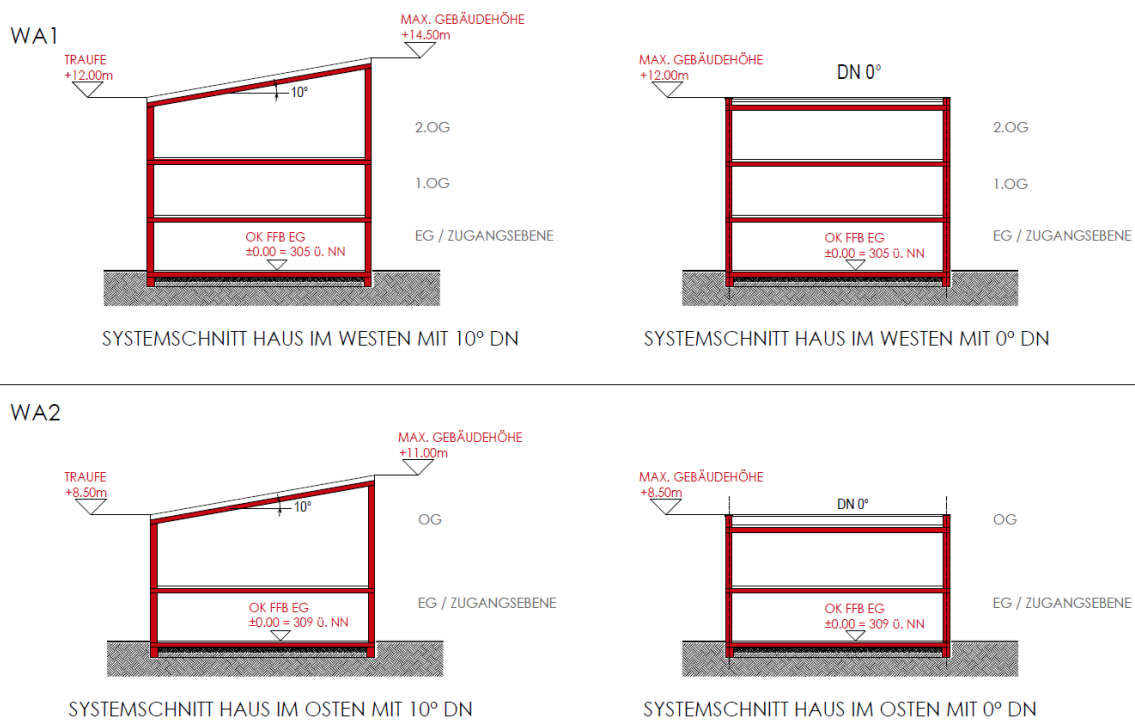 WA1
TRAUFE
+12.00m
MAX. GEBÄUDEHÖHE
+14.50m
10°
2.OG
1.OG
EG / ZUGANGSEBENE
OK FFB EG
±0.00 = 305 ü. NN
SYSTEMSCHNITT HAUS IM WESTEN MIT 10° DN
MAX. GEBÄUDEHÖHE
+12.00m
DN 0°
2.OG
1.OG
EG / ZUGANGSEBENE
OK FFB EG
±0.00 = 305 ü. NN
SYSTEMSCHNITT HAUS IM WESTEN MIT 0° DN
WA2
TRAUFE
+8.50m
MAX. GEBÄUDEHÖHE
+11.00m
10°
OG
EG / ZUGANGSEBENE
OK FFB EG
±0.00 = 309 ü. NN
SYSTEMSCHNITT HAUS IM OSTEN MIT 10° DN
MAX. GEBÄUDEHÖHE
+8.50m
DN 0°
OG
EG / ZUGANGSEBENE
OK FFB EG
±0.00 = 309 ü. NN
SYSTEMSCHNITT HAUS IM OSTEN MIT 0° DN